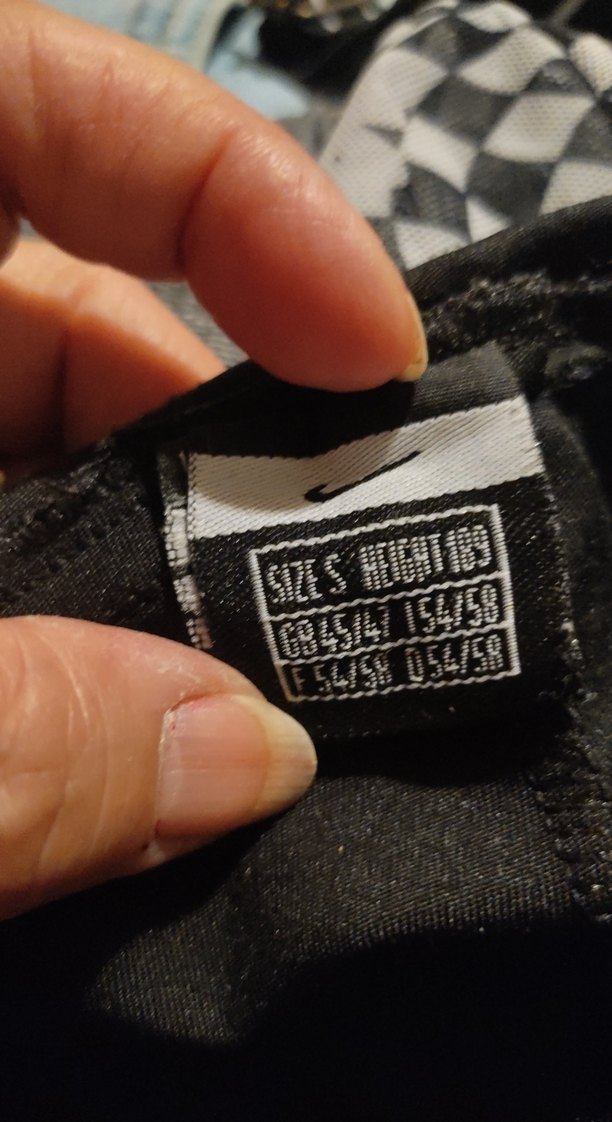 SIZE S HEIGHT 189
GB 45/47 I 54/58
F 54/58 D 54/58